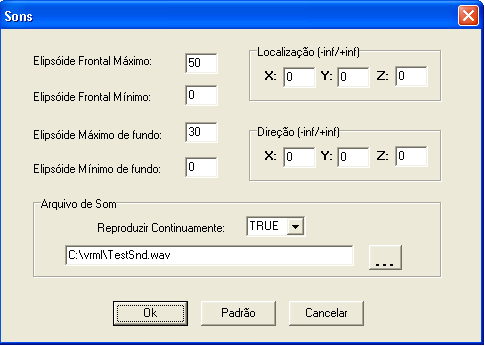 Sons
Elipsóide Frontal Máximo: 50
Elipsóide Frontal Mínimo: 0
Elipsóide Máximo de fundo: 30
Elipsóide Mínimo de fundo: 0
Localização (-inf/+inf)
X: 0 Y: 0 Z: 0
Direção (-inf/+inf)
X: 0 Y: 0 Z: 0
Arquivo de Som
Reproduzir Continuamente: TRUE
C:\vrml\TestSnd.wav
...
Ok Padrão Cancelar